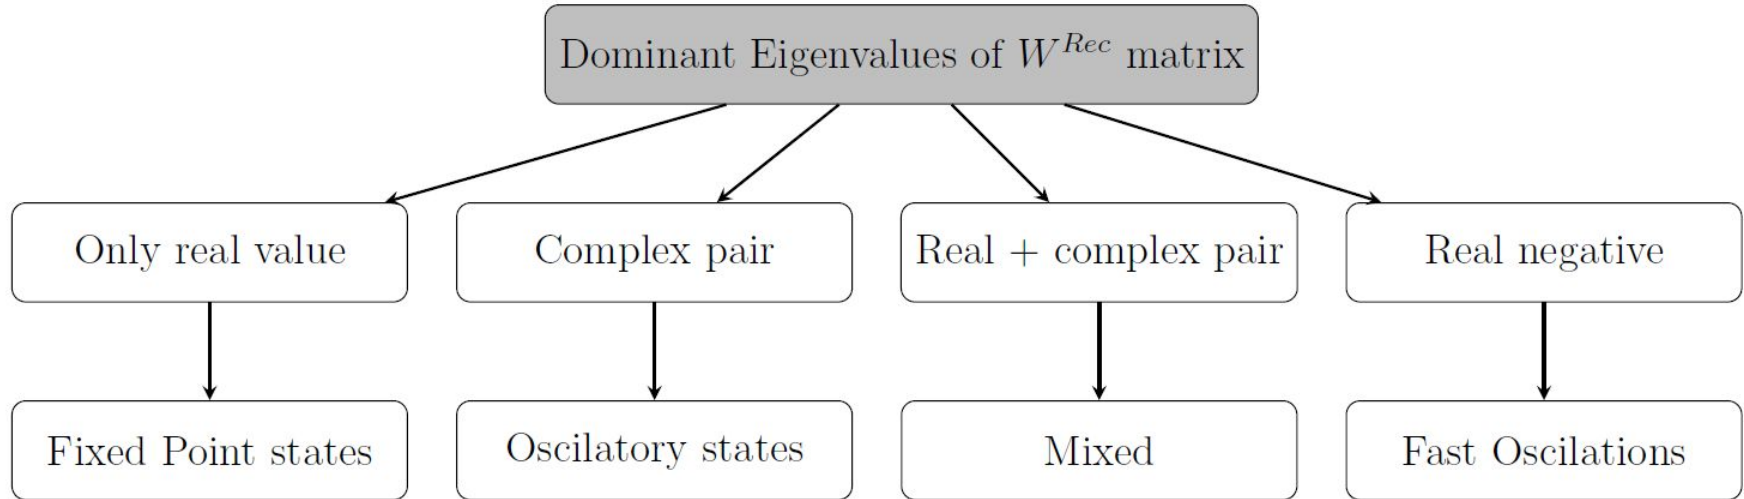 Dominant Eigenvalues of W^{Rec} matrix
Only real value
Complex pair
Real + complex pair
Real negative
Fixed Point states
Oscilatory states
Mixed
Fast Oscilations